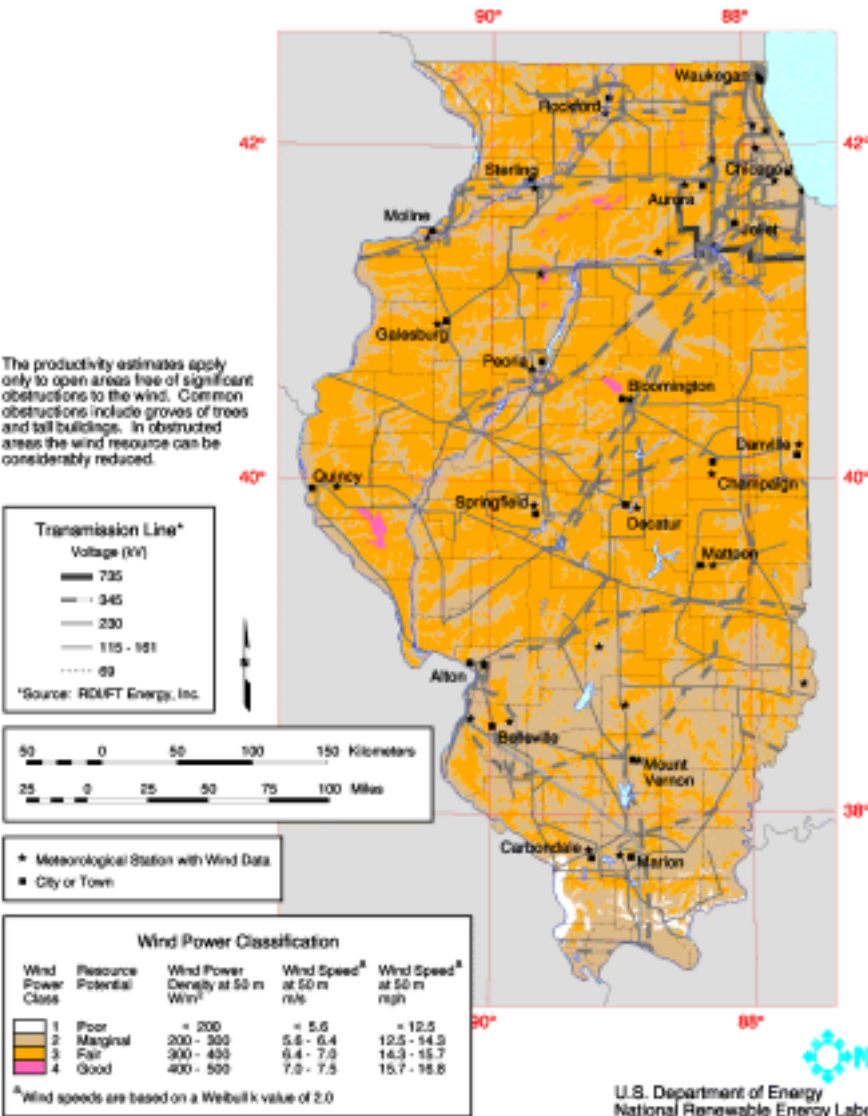 90°
88°
Waukegan
Rockford
42°
42°
Sterling
Chicago
Aurora
Moline
Joliet
Galesburg
Peoria
Bloomington
The productivity estimates apply
only to open areas free of significant
obstructions to the wind. Common
obstructions include groves of trees
and tall buildings. In obstructed
areas the wind resource can be
considerably reduced.
Danville
40°
Quincy
40°
Champaign
Springfield
Decatur
Mattoon
Transmission Line*
Voltage (kV)
735
345
230
115 - 161
69
*Source: RDI/FT Energy, Inc.
Alton
Belleville
50 0 50 100 150 Kilometers
25 0 25 50 75 100 Miles
Mount
Vernon
38°
Carbondale
Marion
Meteorological Station with Wind Data
City or Town
Wind Power Classification
Wind Power Class
Resource Potential
Wind Power Density at 50 m W/m²
Wind Speedª at 50 m m/s
Wind Speedª at 50 m mph
1 Poor < 200 < 5.6 < 12.5
2 Marginal 200 - 300 5.6 - 6.4 12.5 - 14.3
3 Fair 300 - 400 6.4 - 7.0 14.3 - 15.7
4 Good 400 - 500 7.0 - 7.5 15.7 - 16.8
ªWind speeds are based on a Weibull k value of 2.0
90°
88°
U.S. Department of Energy
National Renewable Energy Labo